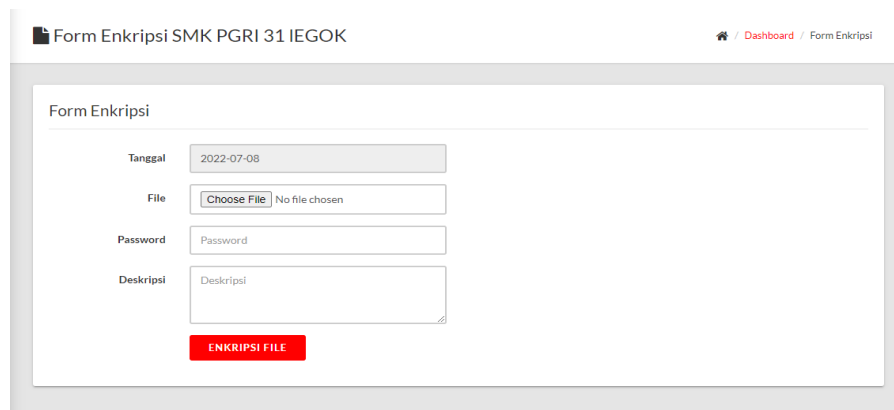 Form Enkripsi SMK PGRI 31 IEGOK
/ Dashboard / Form Enkripsi
Form Enkripsi
Tanggal 2022-07-08
File Choose File No file chosen
Password Password
Deskripsi Deskripsi
ENKRIPSI FILE